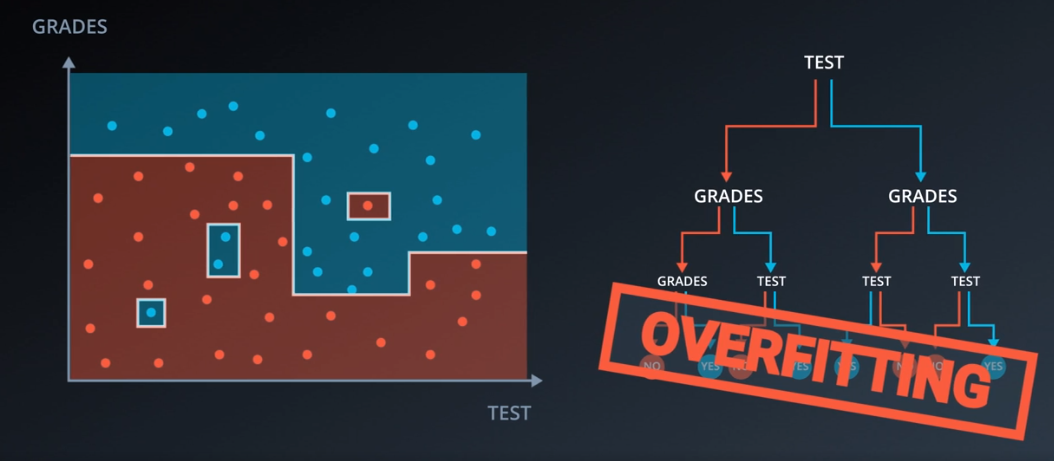 GRADES
TEST
TEST
GRADES GRADES
GRADES TEST TEST TEST
OVERFITTING
NO YES NO YES YES NO NO YES